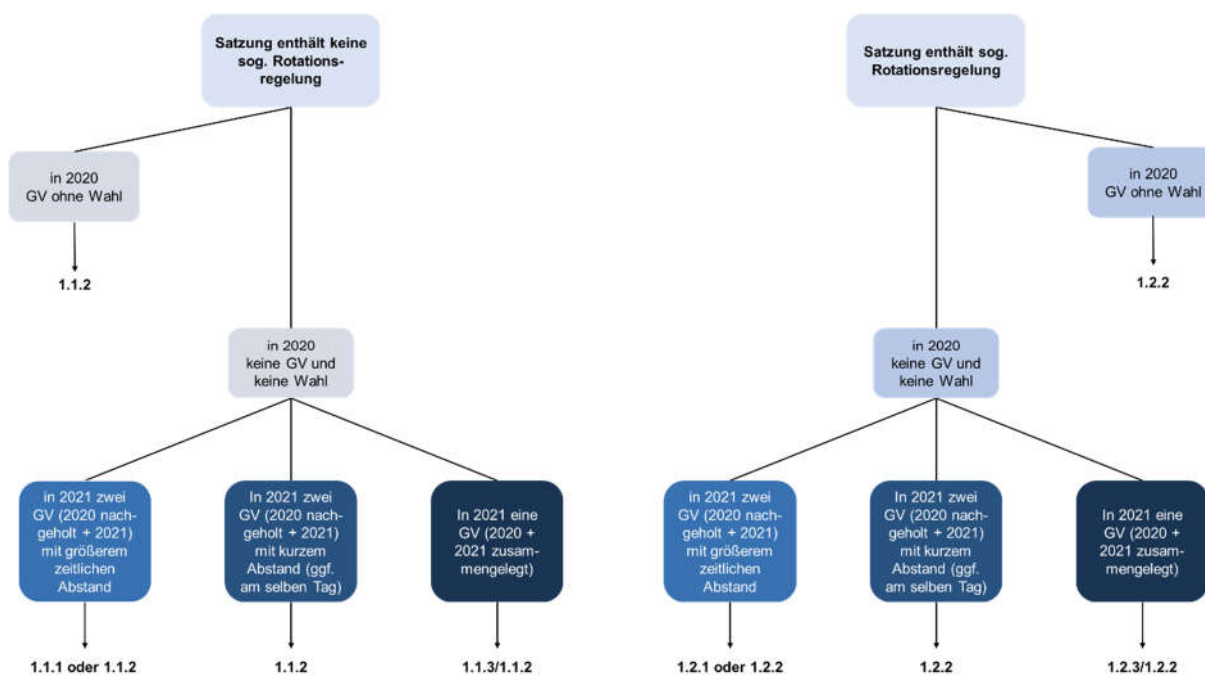 Satzung enthält keine
sog. Rotations-
regelung
Satzung enthält sog.
Rotationsregelung
in 2020
GV ohne Wahl
in 2020
GV ohne Wahl
1.1.2
1.2.2
in 2020
keine GV und
keine Wahl
in 2020
keine GV und
keine Wahl
in 2021 zwei
GV (2020 nach-
geholt + 2021)
mit größerem
zeitlichen
Abstand
In 2021 zwei
GV (2020 nach-
geholt + 2021)
mit kurzem
Abstand (ggf.
am selben Tag)
In 2021 eine
GV (2020 +
2021 zusam-
mengelegt)
in 2021 zwei
GV (2020 nach-
geholt + 2021)
mit größerem
zeitlichen
Abstand
In 2021 zwei
GV (2020 nach-
geholt + 2021)
mit kurzem
Abstand (ggf.
am selben Tag)
In 2021 eine
GV (2020 +
2021 zusam-
mengelegt)
1.1.1 oder 1.1.2
1.1.2
1.1.3/1.1.2
1.2.1 oder 1.2.2
1.2.2
1.2.3/1.2.2